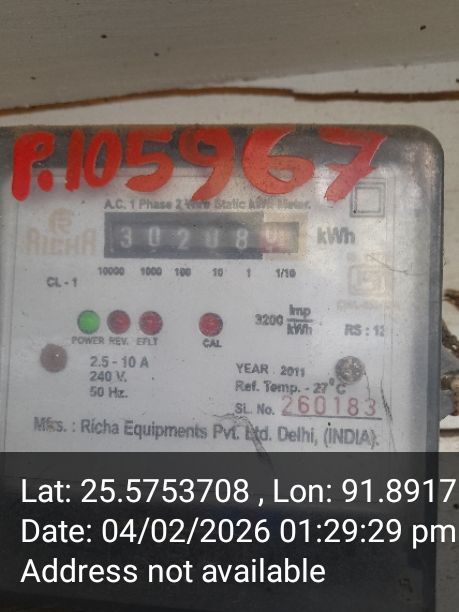 P.105967
A.C. 1 Phase 2 Wire Static kWh Meter.
RICHA
30208 kWh
10000 1000 100 10 1 1/10
CL - 1
3200 Imp/kWh
RS : 12
POWER REV. EFLT CAL
2.5 - 10 A
240 V.
50 Hz.
YEAR : 2011
Ref. Temp. - 27°C
SL. No. 260183
Mfrs. : Richa Equipments Pvt. Ltd. Delhi, (INDIA).
Lat: 25.5753708 , Lon: 91.8917
Date: 04/02/2026 01:29:29 pm
Address not available